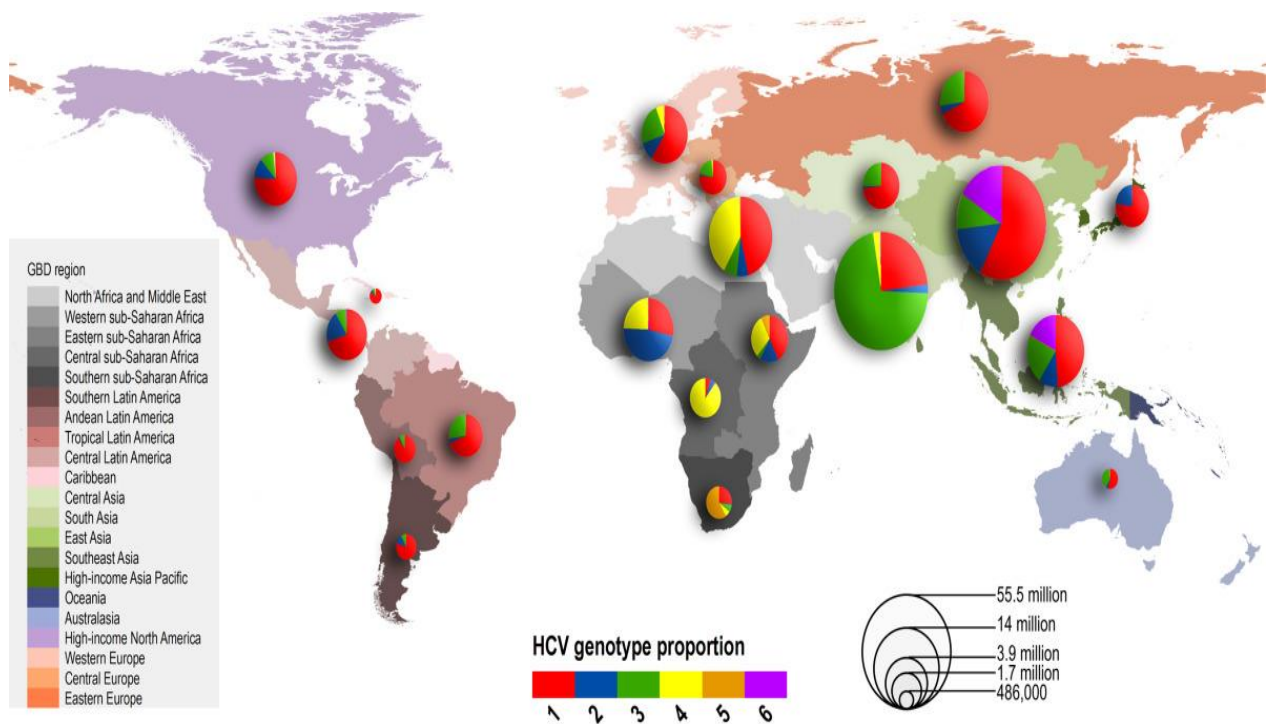 GBD region
North Africa and Middle East
Western sub-Saharan Africa
Eastern sub-Saharan Africa
Central sub-Saharan Africa
Southern sub-Saharan Africa
Southern Latin America
Andean Latin America
Tropical Latin America
Central Latin America
Caribbean
Central Asia
South Asia
East Asia
Southeast Asia
High-income Asia Pacific
Oceania
Australasia
High-income North America
Western Europe
Central Europe
Eastern Europe
HCV genotype proportion
1 2 3 4 5 6
55.5 million
14 million
3.9 million
1.7 million
486,000